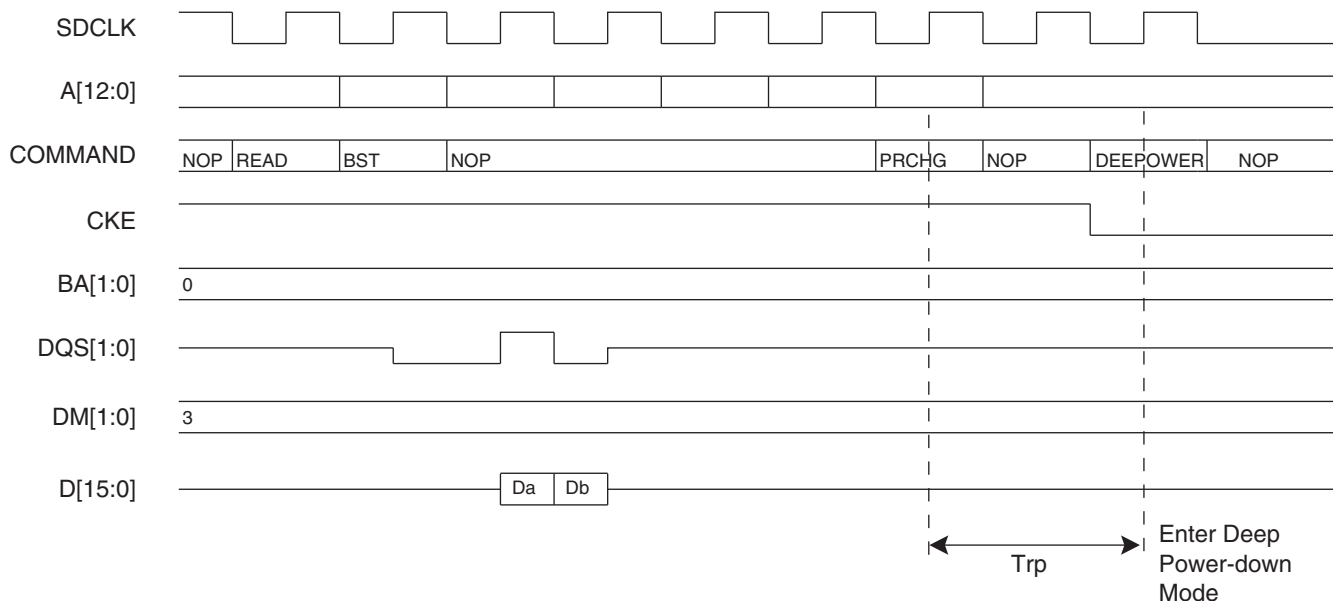 SDCLK
A[12:0]
COMMAND NOP READ BST NOP PRCHG NOP DEEPOWER NOP
CKE
BA[1:0] 0
DQS[1:0]
DM[1:0] 3
D[15:0] Da Db
Trp
Enter Deep
Power-down
Mode